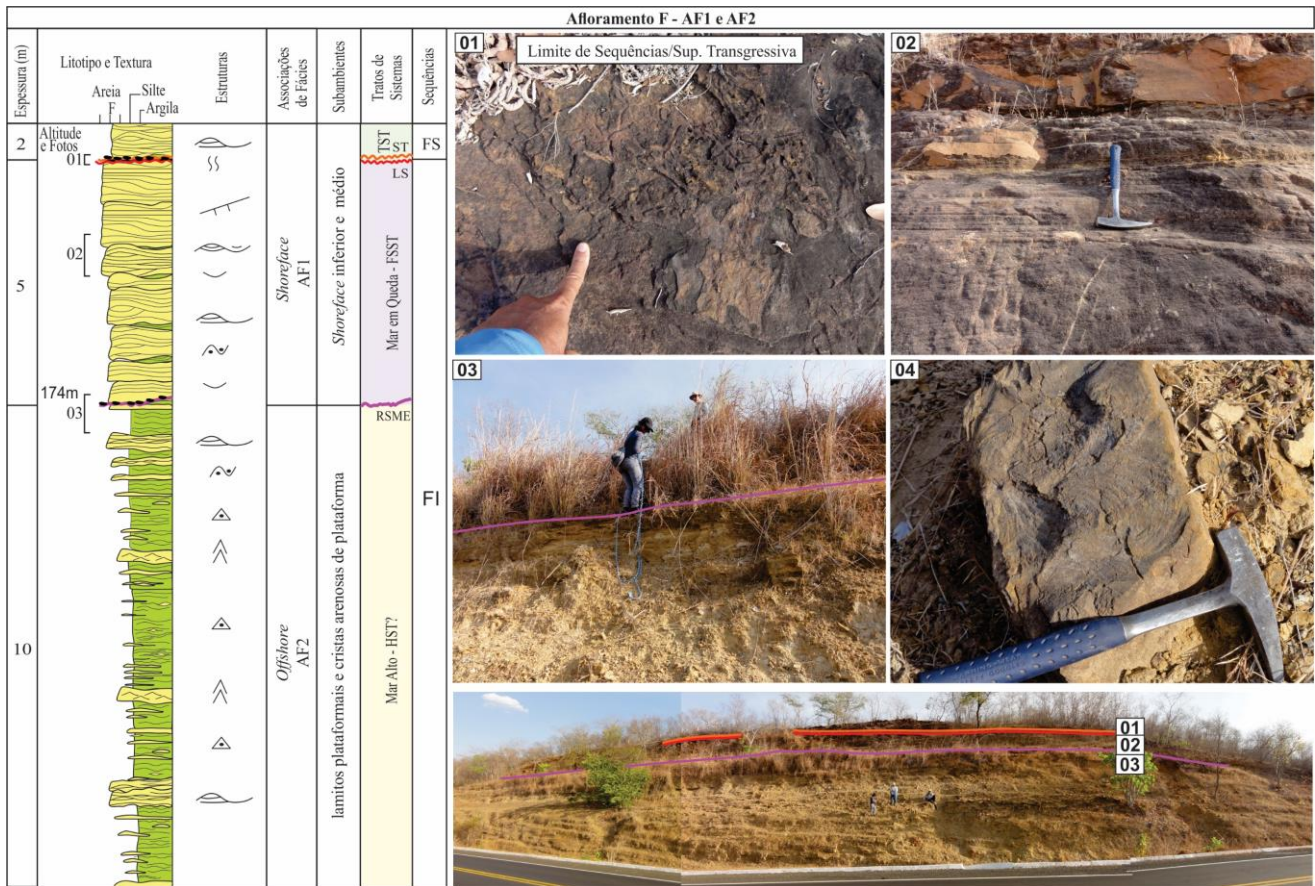 Afloramento F - AF1 e AF2
Espessura (m)
Litotipo e Textura
Areia
F
Silte
Argila
Estruturas
Associações
de Fácies
Subambientes
Tratos de
Sistemas
Sequências
2
Altitude
e Fotos
01
TST
ST
FS
LS
5
02
Shoreface
AF1
Shoreface inferior e médio
Mar em Queda - FSST
174m
03
RSME
10
Offshore
AF2
lamitos plataformais e cristas arenosas de plataforma
Mar Alto - HST?
FI
01
Limite de Sequências/Sup. Transgressiva
02
03
04
01
02
03